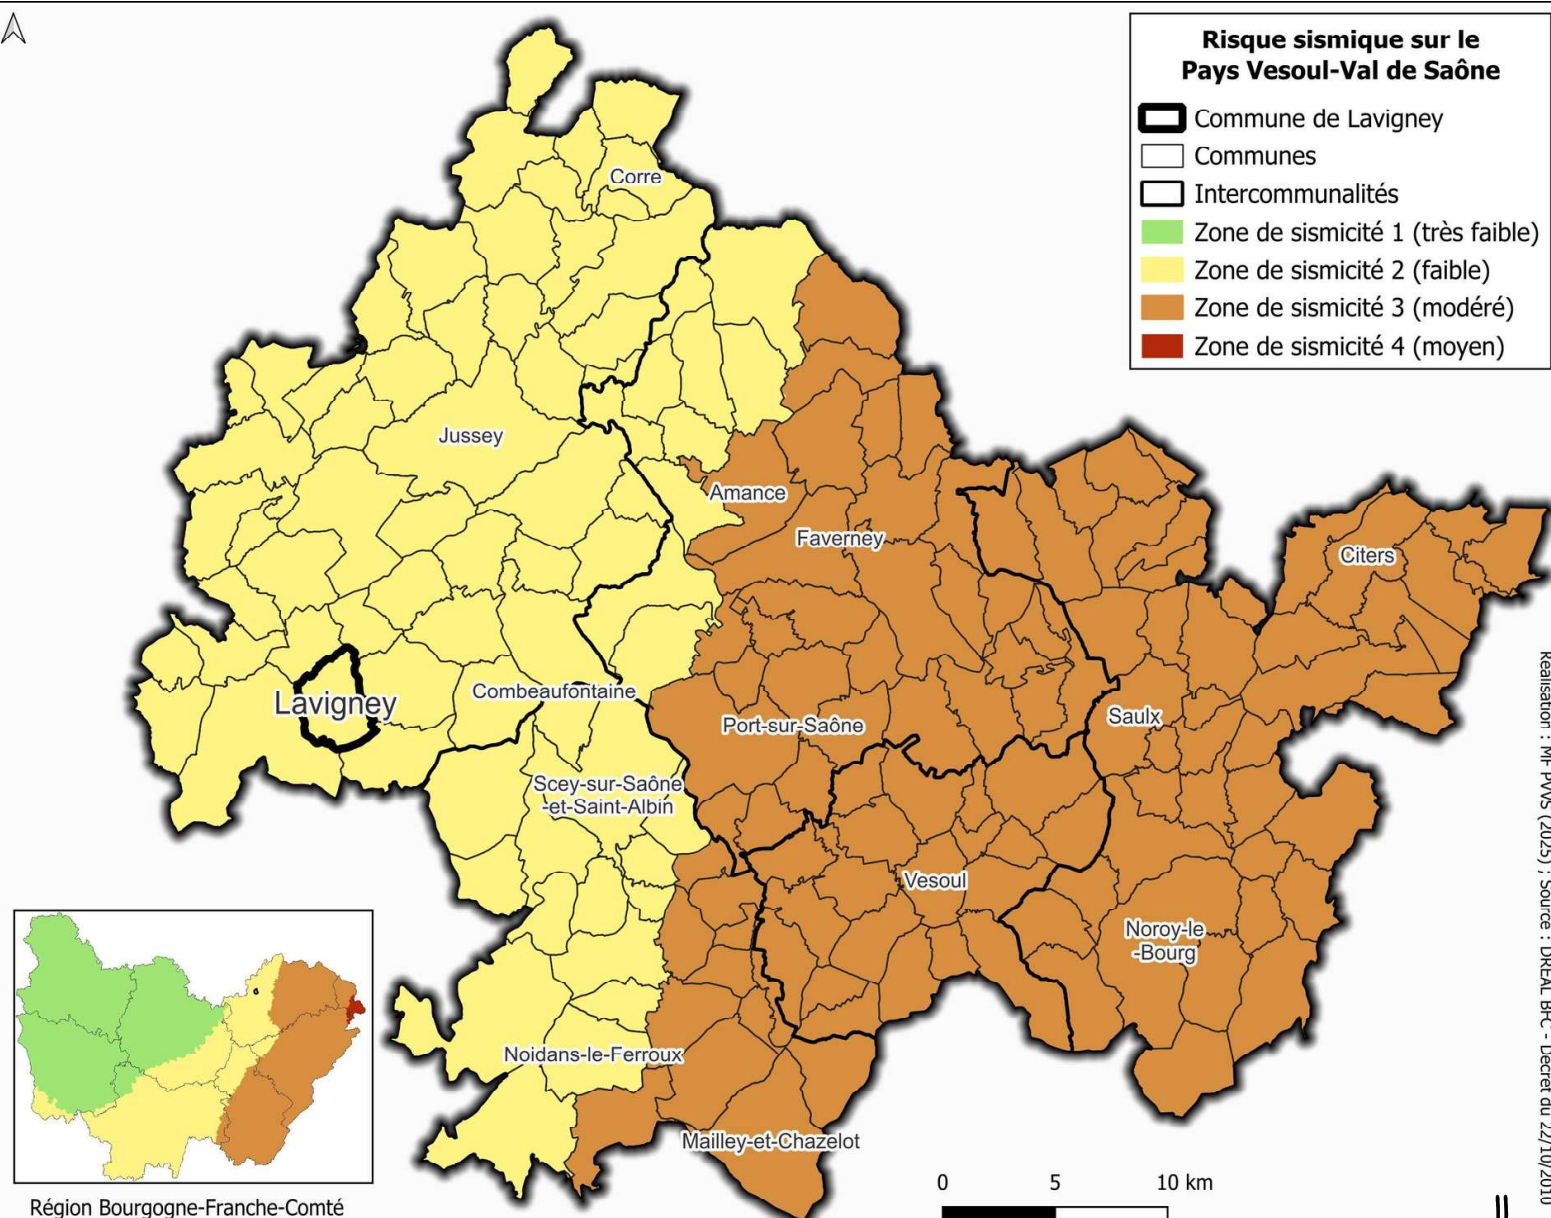 Risque sismique sur le
Pays Vesoul-Val de Saône
Commune de Lavigney
Communes
Intercommunalités
Zone de sismicité 1 (très faible)
Zone de sismicité 2 (faible)
Zone de sismicité 3 (modéré)
Zone de sismicité 4 (moyen)
Corre
Jussey
Amance
Faverney
Citers
Lavigney
Combeaufontaine
Port-sur-Saône
Saulx
Scey-sur-Saône
-et-Saint-Albin
Vesoul
Noroy-le
-Bourg
Noidans-le-Ferroux
Mailley-et-Chazelot
0 5 10 km
Région Bourgogne-Franche-Comté
Réalisation : MF PVVS (2025) ; Source : DREAL BFC - Décret du 22/10/2010